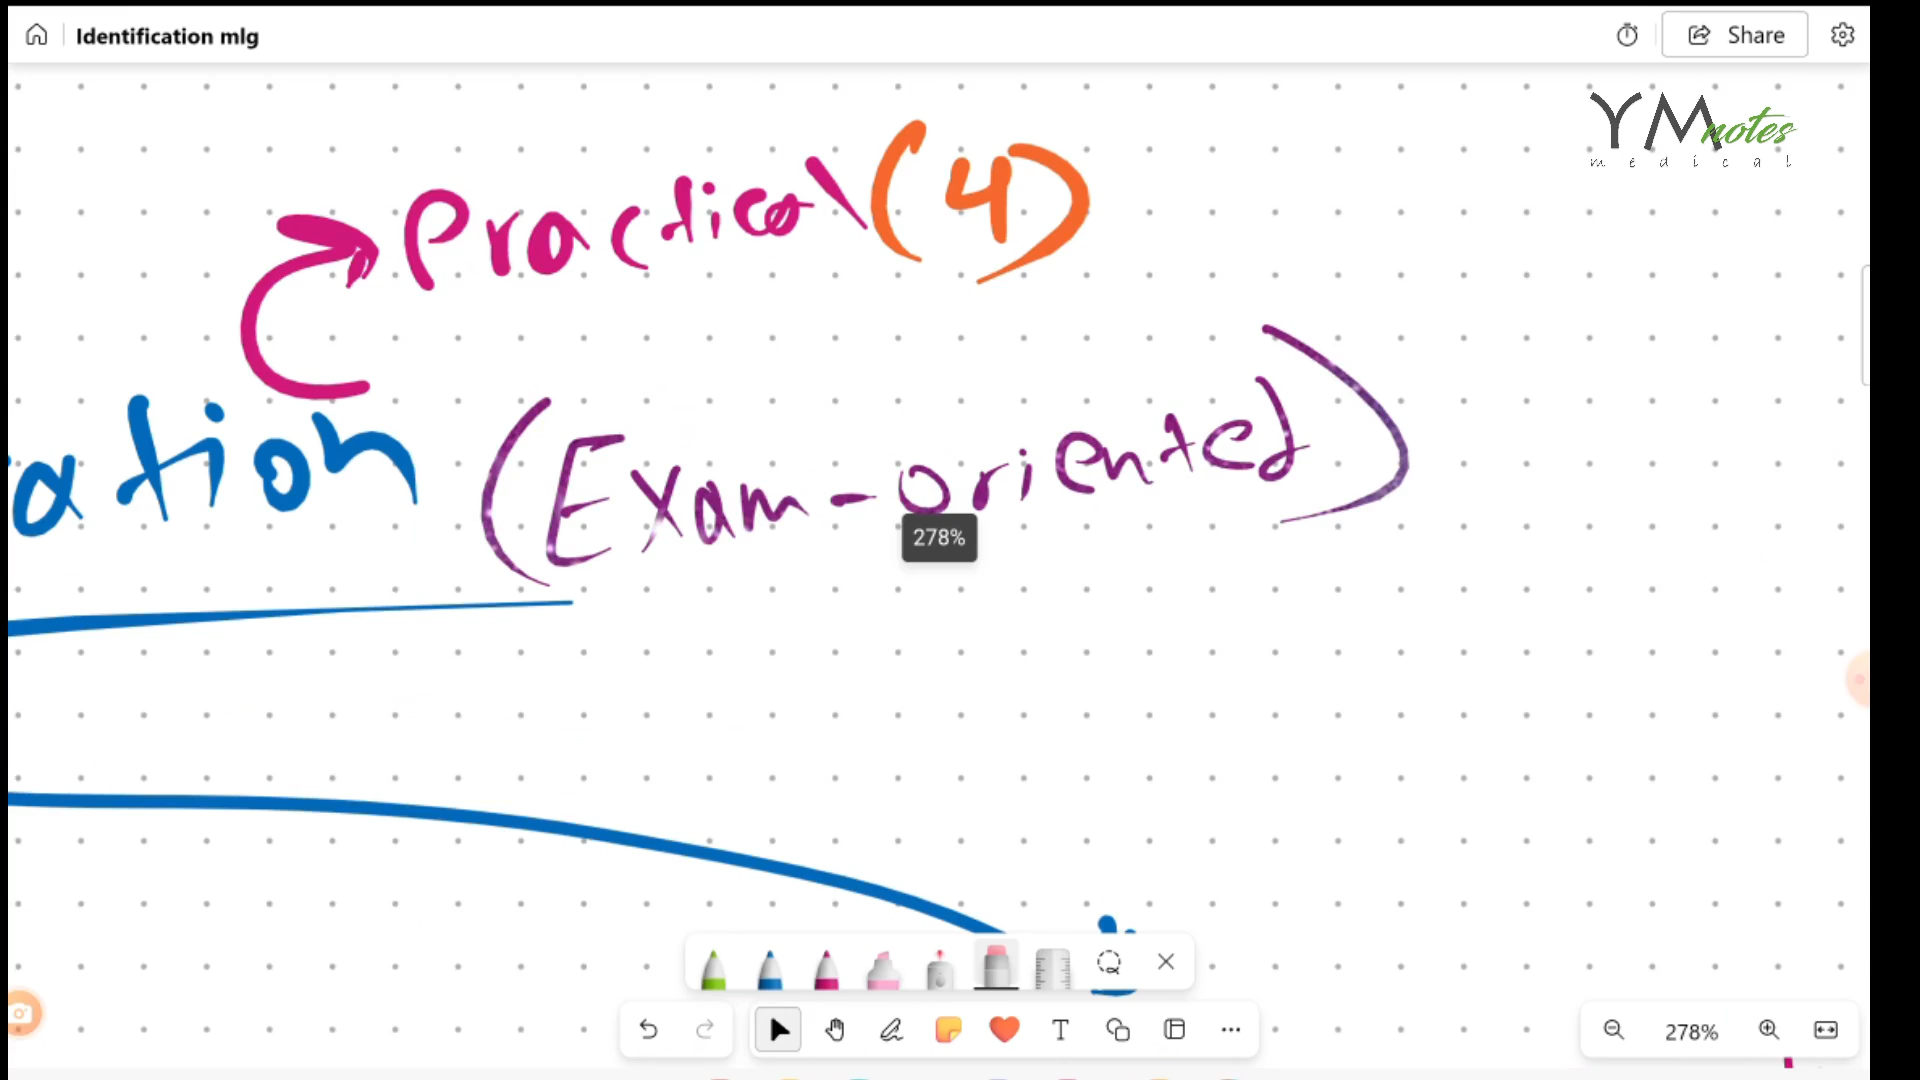 Identification mlg
Share
YM notes
medical
Practical (4)
ation (Exam-oriented)
278%
T
278%